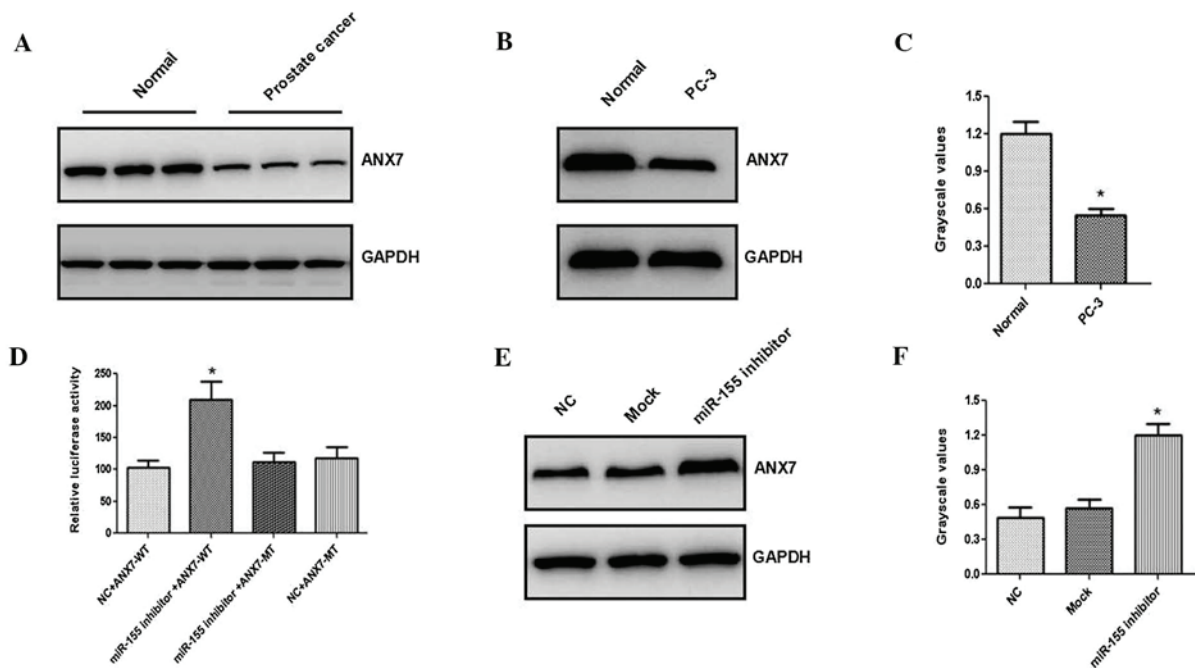 A
Normal
Prostate cancer
ANX7
GAPDH
B
Normal
PC-3
ANX7
GAPDH
C
Grayscale values
1.5
1.2
0.9
0.6
0.3
0.0
*
Normal
PC-3
D
Relative luciferase activity
250
200
150
100
50
0
*
NC+ANX7-WT
miR-155 inhibitor+ANX7-WT
miR-155 inhibitor+ANX7-MT
NC+ANX7-MT
E
NC
Mock
miR-155 inhibitor
ANX7
GAPDH
F
Grayscale values
1.5
1.2
0.9
0.6
0.3
0.0
*
NC
Mock
miR-155 inhibitor